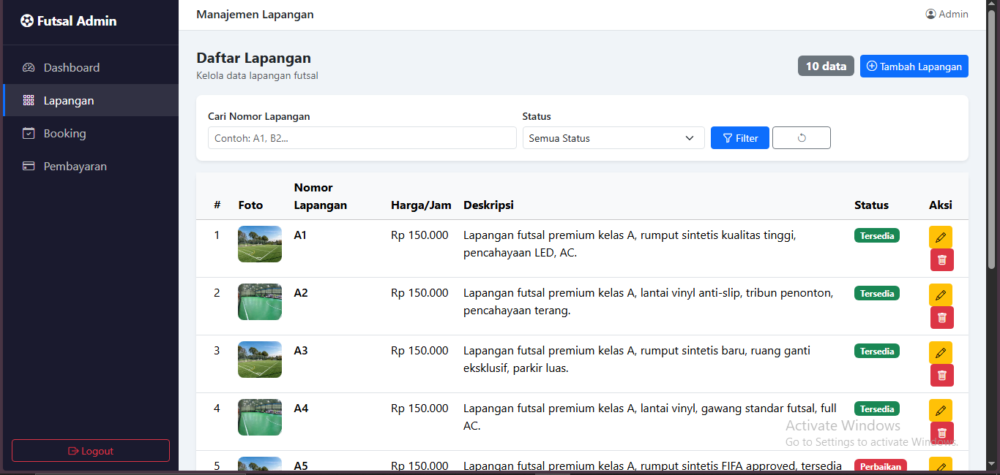 Futsal Admin
Manajemen Lapangan
Admin
Dashboard
Lapangan
Booking
Pembayaran
Logout
Daftar Lapangan
Kelola data lapangan futsal
10 data
Tambah Lapangan
Cari Nomor Lapangan
Status
Contoh: A1, B2...
Semua Status
Filter
# Foto Nomor Lapangan Harga/Jam Deskripsi Status Aksi
1 A1 Rp 150.000 Lapangan futsal premium kelas A, rumput sintetis kualitas tinggi, Tersedia
pencahayaan LED, AC.
2 A2 Rp 150.000 Lapangan futsal premium kelas A, lantai vinyl anti-slip, tribun penonton, Tersedia
pencahayaan terang.
3 A3 Rp 150.000 Lapangan futsal premium kelas A, rumput sintetis baru, ruang ganti Tersedia
eksklusif, parkir luas.
4 A4 Rp 150.000 Lapangan futsal premium kelas A, lantai vinyl, gawang standar futsal, full Tersedia
AC.
Activate Windows
Go to Settings to activate Windows.
5 A5 Rp 150.000 Lapangan futsal premium kelas A, rumput sintetis FIFA approved, tersedia Perbaikan